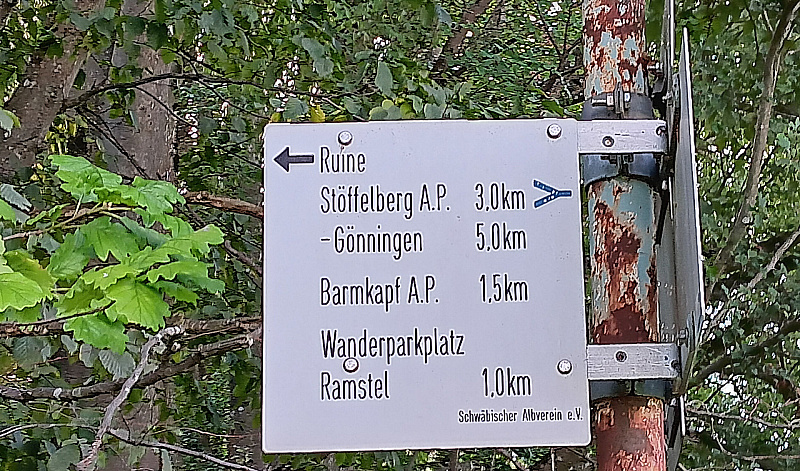 Ruine
Stöffelberg A.P. 3,0km
-Gönningen 5,0km
Barmkapf A.P. 1,5km
Wanderparkplatz
Ramstel 1,0km
Schwäbischer Albverein e.V.